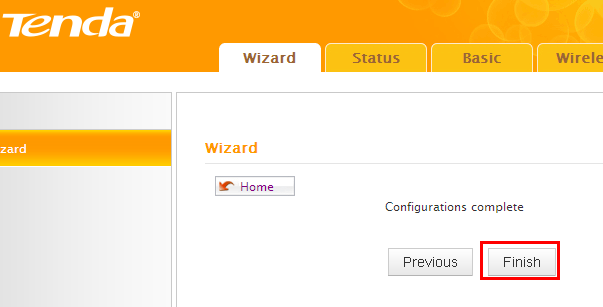 Tenda®
Wizard Status Basic Wirele
zard
Wizard
Home
Configurations complete
Previous Finish